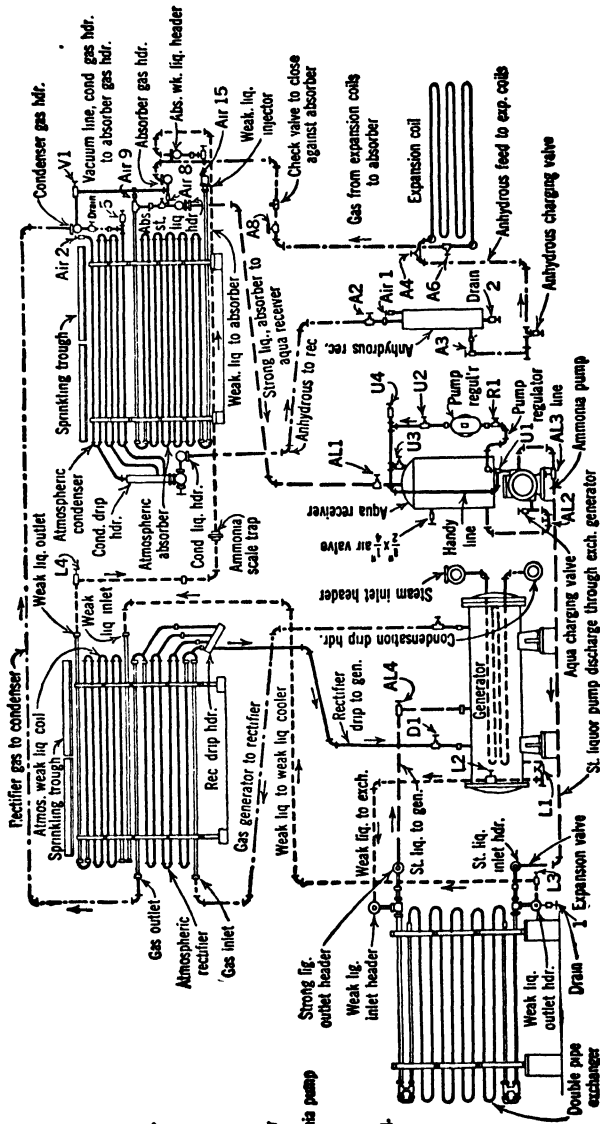 Condenser gas hdr.
V1
Vacuum line, cond gas hdr.
to absorber gas hdr.
Air 9
Absorber gas hdr.
Abs. wk. liq. header
Air 8
Air 15
Weak. liq.
injector
Check valve to close
against absorber
Gas from expansion coils
to absorber
Expansion coil
Anhydrous feed to exp. coils
Anhydrous charging valve
Air 2
Drain
5
Abs.
st.
liq
hdr
A8
A4
A6
A2
Air 1
Drain
2
A3
Anhydrous rec.
Sprinkling trough
Weak. liq to absorber
Strong liq., absorber to
aqua receiver
Anhydrous to rec
Atmospheric
condenser
Cond. drip
hdr.
Atmospheric
absorber
Cond liq. hdr
Ammonia
scale trap
AL1
U4
U3
U2
Pump
regul'r
R1
Pump
regulator
U1
line
AL3
Ammonia pump
AL2
Aqua receiver
Handy
line
1/2" x 1/4" air valve
Aqua charging valve
St. liquor pump discharge through exch. generator
Rectifier gas to condenser
Atmos. weak liq coil
Sprinkling trough
Weak liq. outlet
L4
Weak
liq inlet
Rec drip hdr.
Gas generator to rectifier
Weak liq to weak liq cooler
Gas outlet
Atmospheric
rectifier
Gas inlet
Steam inlet header
Condensation drip hdr.
Generator
Rectifier
drip to gen.
AL4
D1
L2
L1
Weak liq. to exch.
St. liq. to gen.
Strong liq.
outlet header
Weak liq.
inlet header
St. liq.
inlet hdr.
L3
Expansion valve
1
Drain
Weak liq.
outlet hdr.
Double pipe
exchanger
nia pump